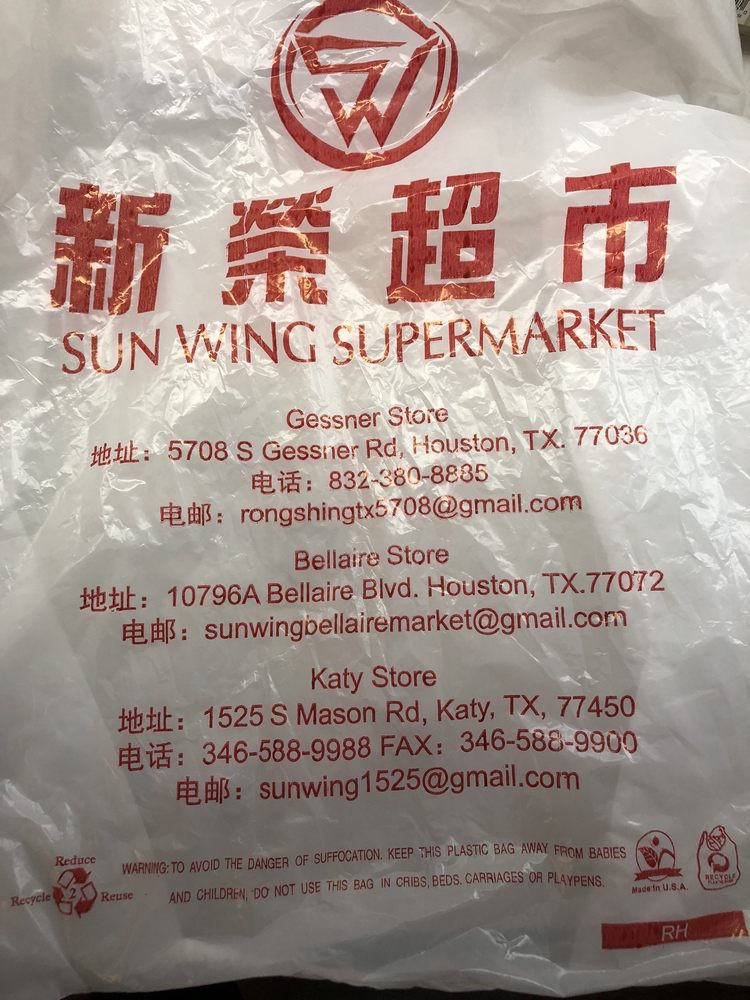 SW
新榮超市
SUN WING SUPERMARKET
Gessner Store
地址：5708 S Gessner Rd, Houston, TX. 77036
电话：832-380-8885
电邮：rongshingtx5708@gmail.com
Bellaire Store
地址：10796A Bellaire Blvd. Houston, TX.77072
电邮：sunwingbellairemarket@gmail.com
Katy Store
地址：1525 S Mason Rd, Katy, TX, 77450
电话：346-588-9988 FAX：346-588-9900
电邮：sunwing1525@gmail.com
Reduce
Recycle 2 Reuse
WARNING: TO AVOID THE DANGER OF SUFFOCATION. KEEP THIS PLASTIC BAG AWAY FROM BABIES
AND CHILDREN, DO NOT USE THIS BAG IN CRIBS, BEDS. CARRIAGES OR PLAYPENS.
Made in U.S.A.
RECYCLE
RH